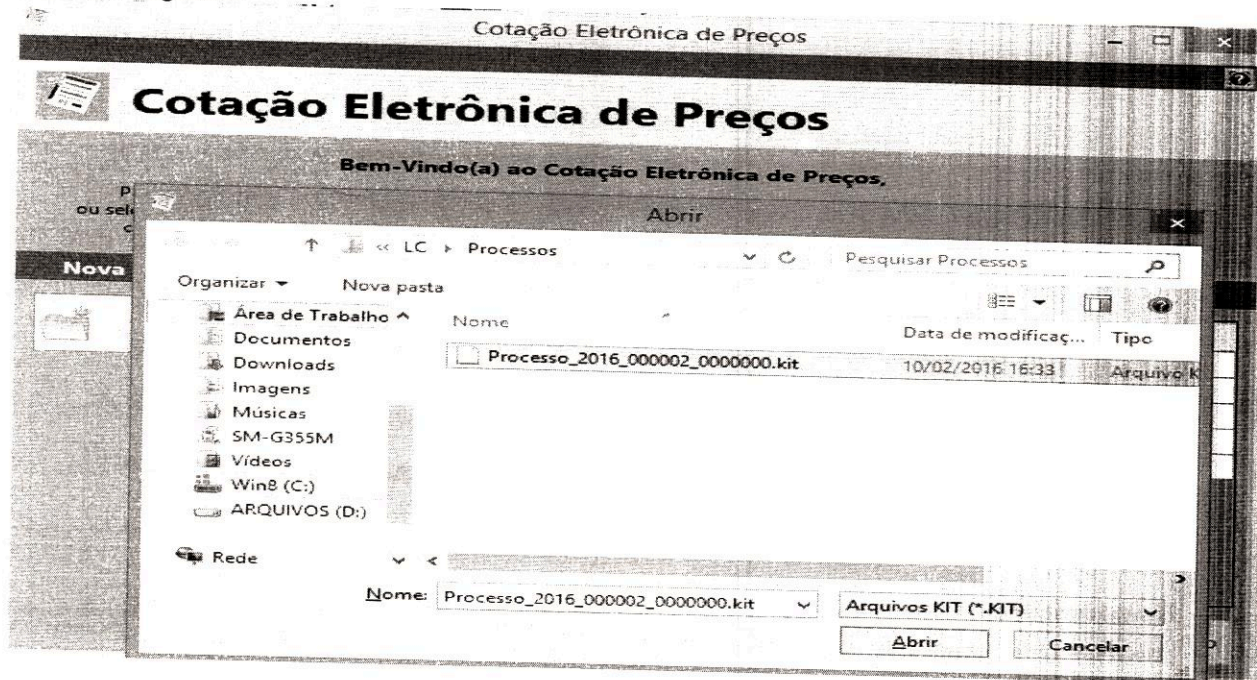 Cotação Eletrônica de Preços
Cotação Eletrônica de Preços
Bem-Vindo(a) ao Cotação Eletrônica de Preços,
P
ou sele
c
Abrir
« LC Processos
Pesquisar Processos
Nova
Organizar
Nova pasta
Área de Trabalho
Documentos
Downloads
Imagens
Músicas
SM-G355M
Vídeos
Win8 (C:)
ARQUIVOS (D:)
Rede
Nome
Data de modificaç...
Tipo
Processo_2016_000002_0000000.kit
10/02/2016 16:33
Arquivo K
Nome: Processo_2016_000002_0000000.kit
Arquivos KIT (*.KIT)
Abrir
Cancelar